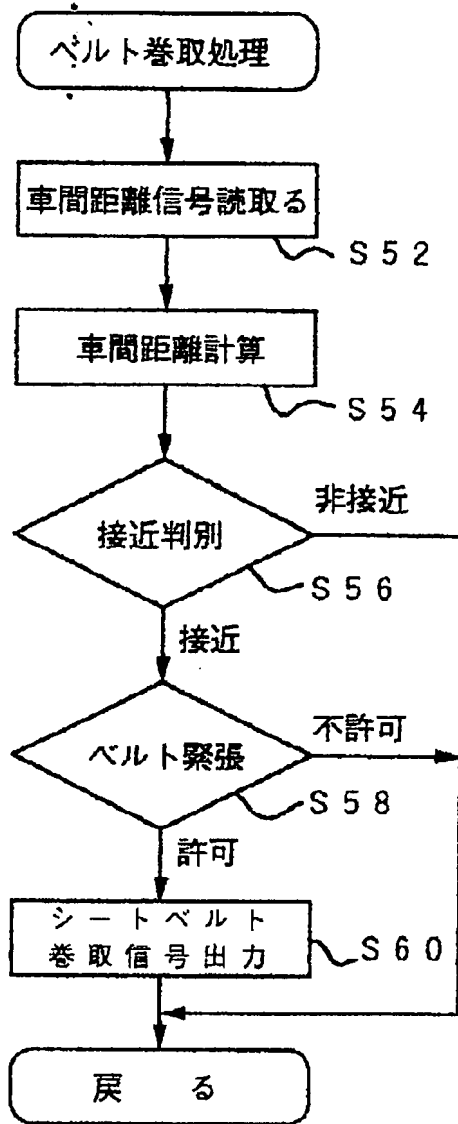 ベルト巻取処理
車間距離信号読取る
S52
車間距離計算
S54
非接近
接近判別
S56
接近
不許可
ベルト緊張
S58
許可
シートベルト
巻取信号出力
S60
戻る